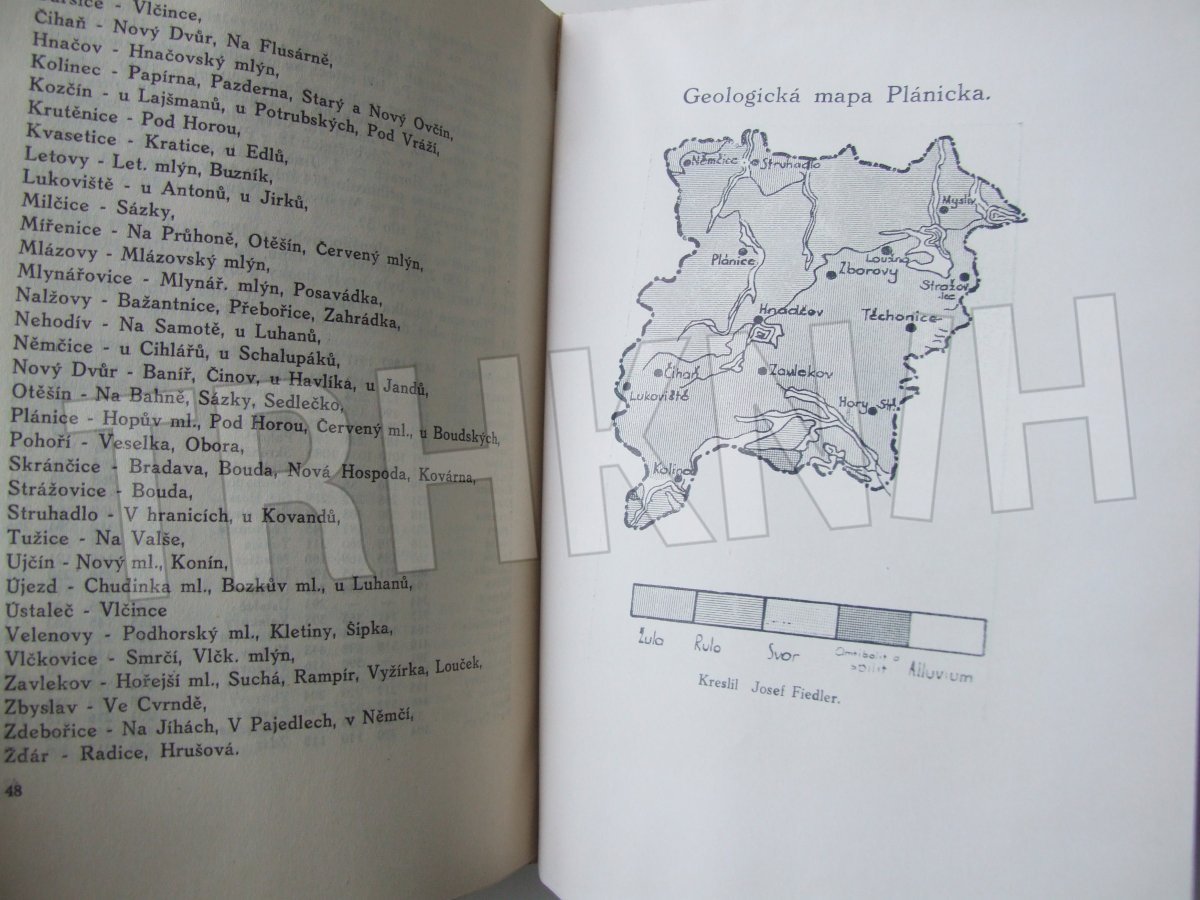 Vlčince,
Čihaň - Nový Dvůr, Na Flusárně,
Hnačov - Hnačovský mlýn,
Kolinec - Papírna, Pazderna, Starý a Nový Ovčín,
Kozčín - u Lajšmanů, u Potrubských, Pod Vráží,
Krutěnice - Pod Horou,
Kvasetice - Kratice, u Edlů,
Letovy - Let. mlýn, Buzník,
Lukoviště - u Antonů, u Jirků,
Milčice - Sázky,
Mířenice - Na Průhoně, Otěšín, Červený mlýn,
Mlázovy - Mlázovský mlýn,
Mlynářovice - Mlynář. mlýn, Posavádka,
Nalžovy - Bažantnice, Přebořice, Zahrádka,
Nehodív - Na Samotě, u Luhanů,
Němčice - u Cihlářů, u Schalupáků,
Nový Dvůr - Baníř, Činov, u Havlíka, u Jandů,
Otěšín - Na Bahně, Sázky, Sedlečko,
Plánice - Hopův ml., Pod Horou, Červený ml., u Boudských,
Pohoří - Veselka, Obora,
Skránčice - Bradava, Bouda, Nová Hospoda, Kovárna,
Strážovice - Bouda,
Struhadlo - V hranicích, u Kovandů,
Tužice - Na Valše,
Ujčín - Nový ml., Konín,
Újezd - Chudinka ml., Bozkův ml., u Luhanů,
Ústaleč - Vlčince
Velenovy - Podhorský ml., Kletiny, Šipka,
Vlčkovice - Smrčí, Vlčk. mlýn,
Zavlekov - Hořejší ml., Suchá, Rampír, Vyžírka, Louček,
Zbyslav - Ve Cvrndě,
Zdebořice - Na Jíhách, V Pajedlech, v Němčí,
Ždár - Radice, Hrušová.
48
Geologická mapa Plánicka.
Němčice
Struhadlo
Myslív
Plánice
Loužná
Zborovy
Strážov
Hnáčov
Těchonice
Čihaň
Zavlekov
Lukoviště
Hory Stř.
Kolinec
Žula
Rula
Svor
Alluvium
Kreslil Josef Fiedler.
TRHKNIH